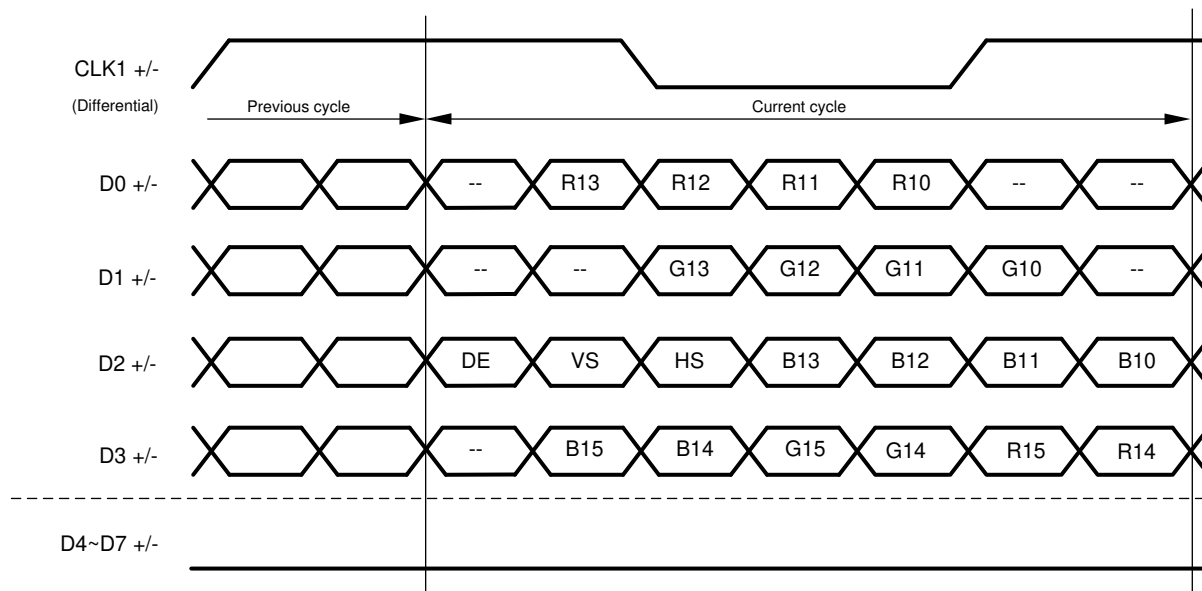 CLK1 +/-
(Differential)
Previous cycle
Current cycle
D0 +/-
-- R13 R12 R11 R10 -- --
D1 +/-
-- -- G13 G12 G11 G10 --
D2 +/-
DE VS HS B13 B12 B11 B10
D3 +/-
-- B15 B14 G15 G14 R15 R14
D4~D7 +/-